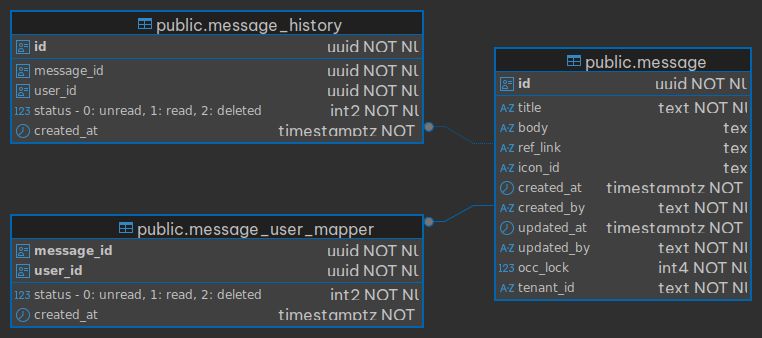 public.message_history
id uuid NOT NU
message_id uuid NOT NU
user_id uuid NOT NU
123 status - 0: unread, 1: read, 2: deleted int2 NOT NU
created_at timestamptz NOT
public.message_user_mapper
message_id uuid NOT NU
user_id uuid NOT NU
123 status - 0: unread, 1: read, 2: deleted int2 NOT NU
created_at timestamptz NOT
public.message
id uuid NOT NU
A-Z title text NOT NU
A-Z body tex
A-Z ref_link tex
A-Z icon_id tex
created_at timestamptz NOT
A-Z created_by text NOT NU
updated_at timestamptz NOT
A-Z updated_by text NOT NU
123 occ_lock int4 NOT NU
A-Z tenant_id text NOT NU